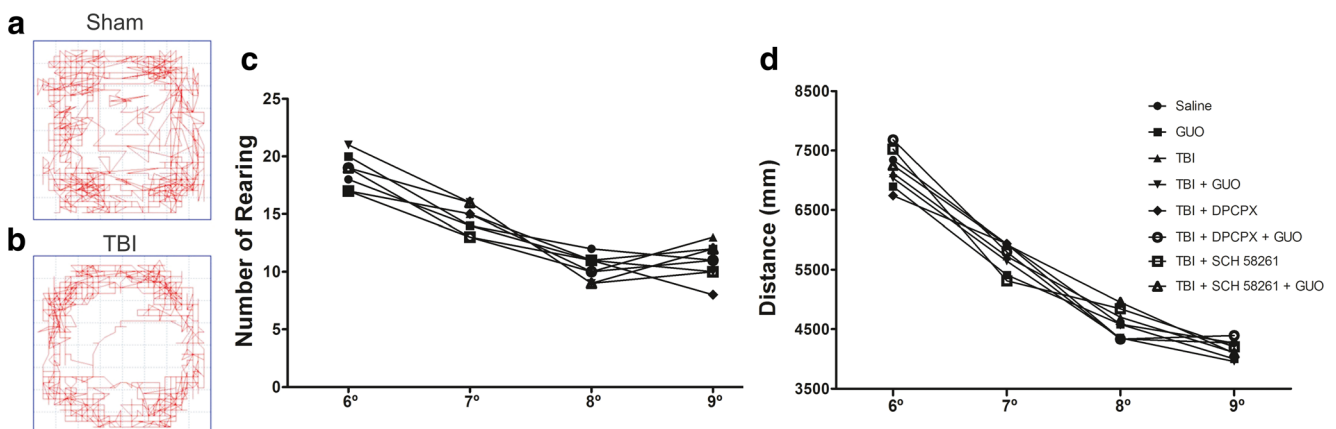 a
Sham
b
TBI
c
Number of Rearing
25
20
15
10
5
0
6º
7º
8º
9º
d
Distance (mm)
8500
7500
6500
5500
4500
3500
6º
7º
8º
9º
Saline
GUO
TBI
TBI + GUO
TBI + DPCPX
TBI + DPCPX + GUO
TBI + SCH 58261
TBI + SCH 58261 + GUO